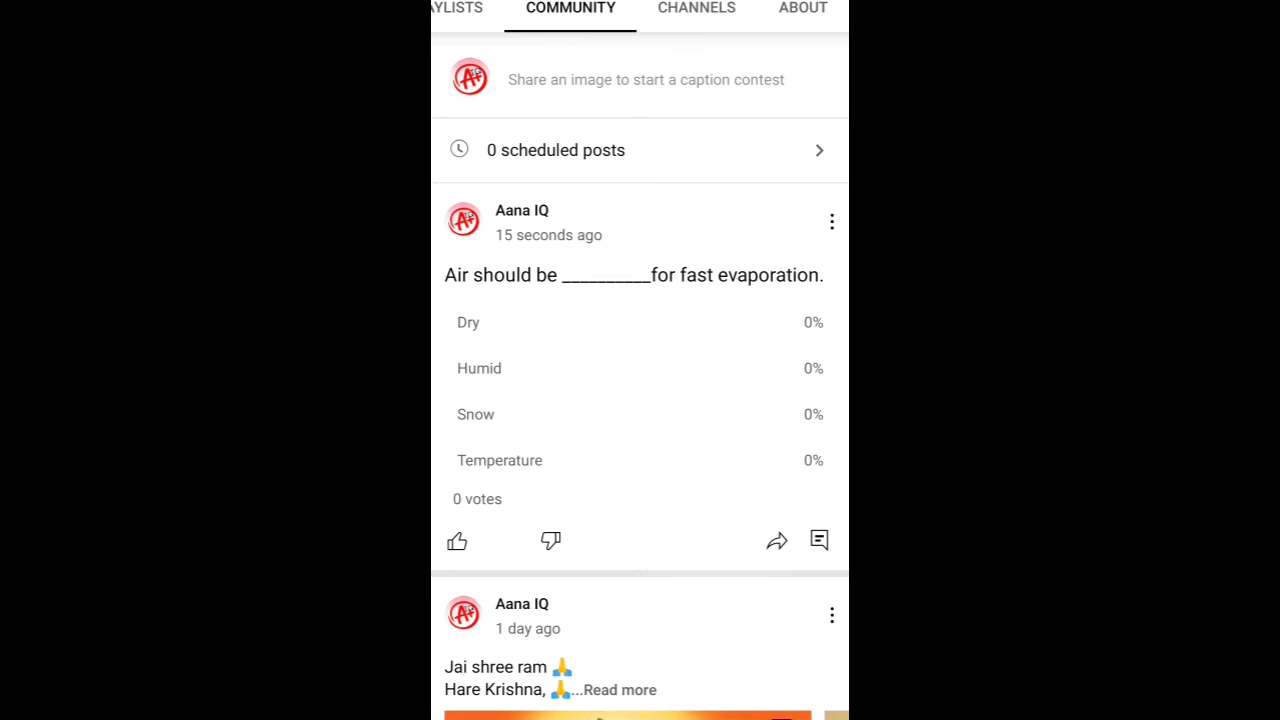 YLISTS COMMUNITY CHANNELS ABOUT
Share an image to start a caption contest
0 scheduled posts
Aana IQ
15 seconds ago
Air should be __________for fast evaporation.
Dry 0%
Humid 0%
Snow 0%
Temperature 0%
0 votes
Aana IQ
1 day ago
Jai shree ram 🙏
Hare Krishna, 🙏...Read more